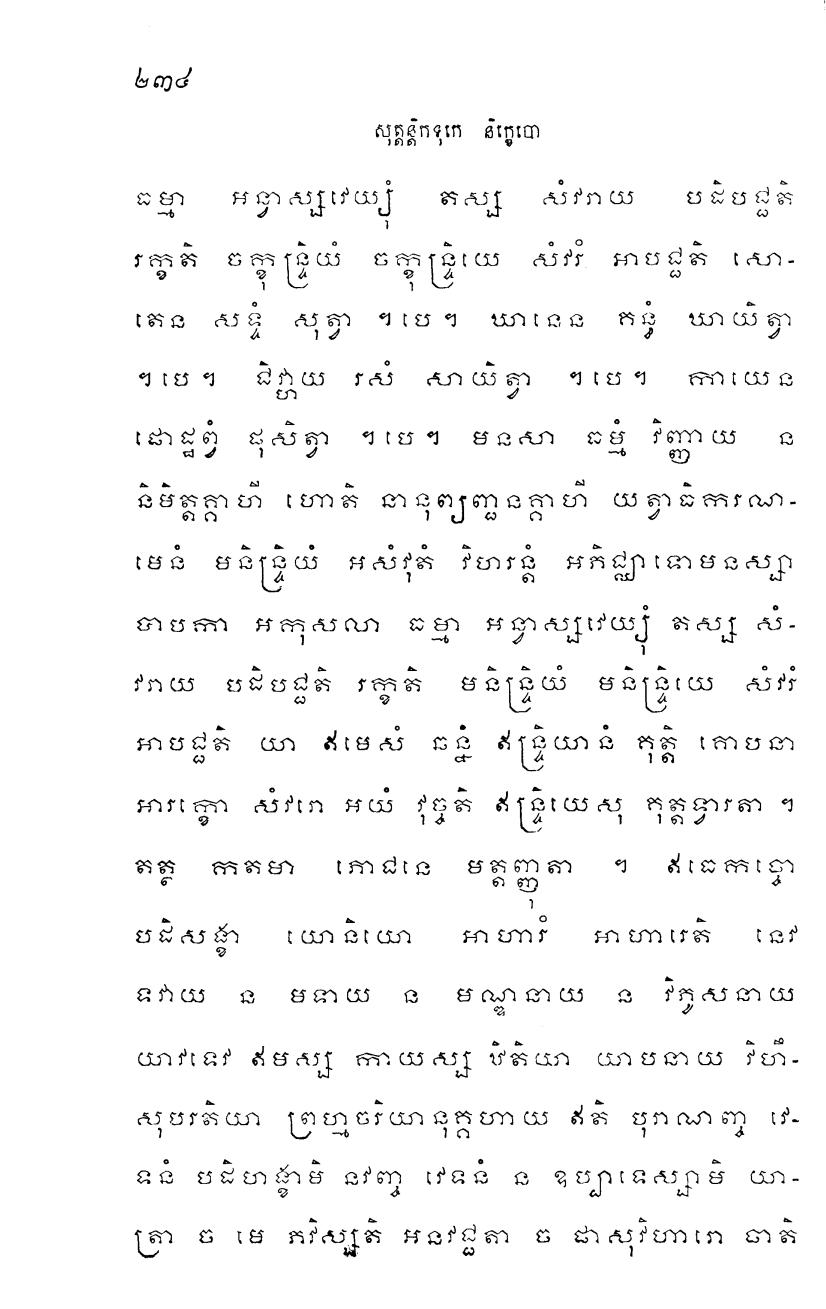 ២៣៤
សុត្តន្តិកទុកេ និក្ខេបោ
ធម្មា អន្វាស្សវេយ្យុំ តស្ស សំវរាយ បដិបជ្ជតិ
រក្ខតិ ចក្ខុន្ទ្រិយំ ចក្ខុន្ទ្រិយេ សំវរំ អាបជ្ជតិ សោ-
តេន សទ្ទំ សុត្វា ។បេ។ ឃានេន គន្ធំ ឃាយិត្វា
។បេ។ ជិវ្ហាយ រសំ សាយិត្វា ។បេ។ កាយេន
ផោដ្ឋព្វំ ផុសិត្វា ។បេ។ មនសា ធម្មំ វិញ្ញាយ ន
និមិត្តគ្គាហី ហោតិ នានុព្យញ្ជនគ្គាហី យត្វាធិករណ-
មេនំ មនិន្ទ្រិយំ អសំវុតំ វិហរន្តំ អភិជ្ឈាទោមនស្សា
បាបកា អកុសលា ធម្មា អន្វាស្សវេយ្យុំ តស្ស សំ-
វរាយ បដិបជ្ជតិ រក្ខតិ មនិន្ទ្រិយំ មនិន្ទ្រិយេ សំវរំ
អាបជ្ជតិ យា ឥមេសំ ឆន្នំ ឥន្ទ្រិយានំ គុត្តិ គោបនា
អារក្ខោ សំវរោ អយំ វុច្ចតិ ឥន្ទ្រិយេសុ គុត្តទ្វារតា ។
តត្ថ កតមា ភោជនេ មត្តញ្ញុតា ។ ឥធេកច្ចោ
បដិសង្ខា យោនិយោ អាហារំ អាហារេតិ នេវ
ទវាយ ន មទាយ ន មណ្ឌនាយ ន វិភូសនាយ
យាវទេវ ឥមស្ស កាយស្ស ឋិតិយា យាបនាយ វិហឹ-
សុបរតិយា ព្រហ្មចរិយានុគ្គហាយ ឥតិ បុរាណញ្ច វេ-
ទនំ បដិហង្ខាមិ នវញ្ច វេទនំ ន ឧប្បាទេស្សាមិ យា-
ត្រា ច មេ ភវិស្សតិ អនវជ្ជតា ច ផាសុវិហារោ ចាតិ